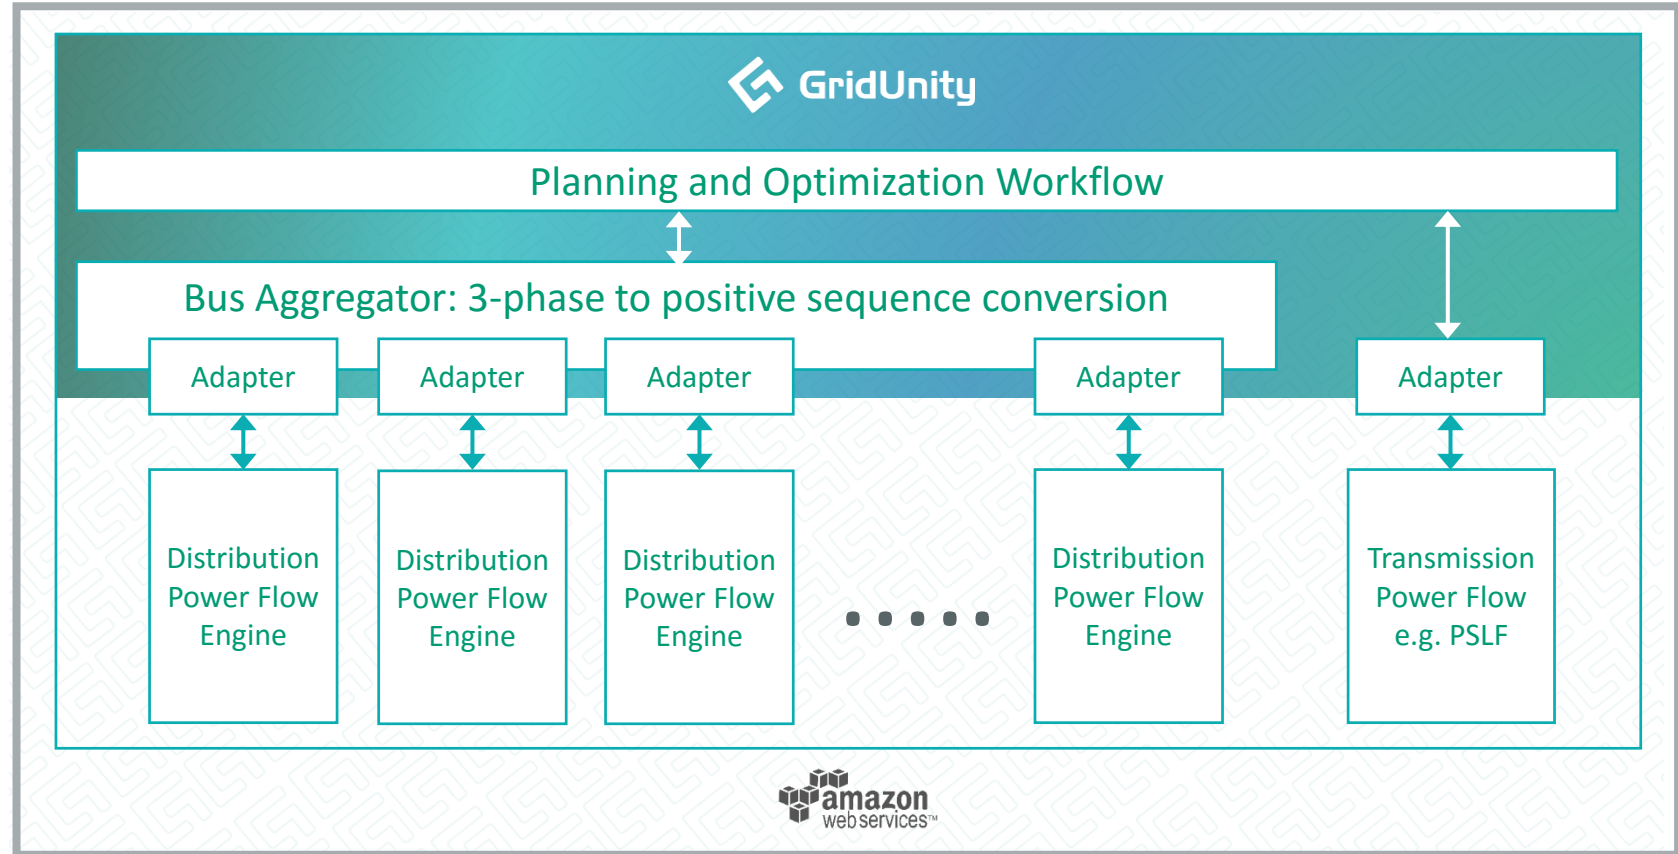 GridUnity
Planning and Optimization Workflow
Bus Aggregator: 3-phase to positive sequence conversion
Adapter
Adapter
Adapter
Adapter
Adapter
Distribution
Power Flow
Engine
Distribution
Power Flow
Engine
Distribution
Power Flow
Engine
.....
Distribution
Power Flow
Engine
Transmission
Power Flow
e.g. PSLF
amazon
web services™